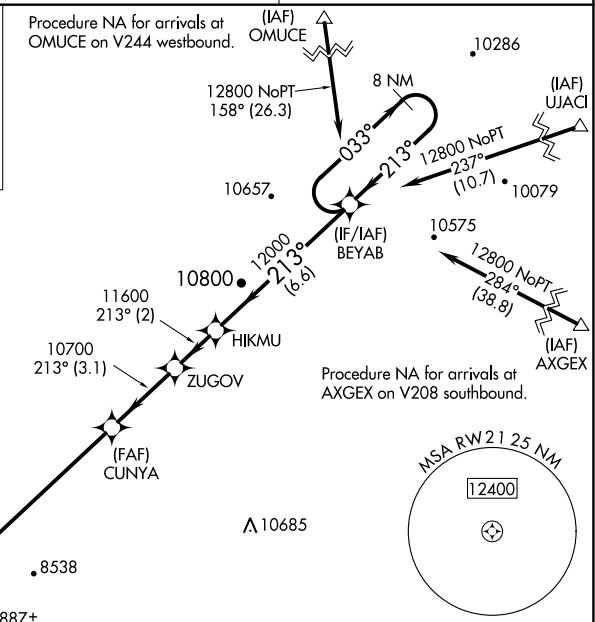 Procedure NA for arrivals at
OMUCE on V244 westbound.
(IAF)
OMUCE
10286
8 NM
(IAF)
UJACI
12800 NoPT
158° (26.3)
033°
213°
12800 NoPT
237°
(10.7)
10079
10657
(IF/IAF)
BEYAB
10575
12800 NoPT
284°
(38.8)
(IAF)
AXGEX
12000
213°
(6.6)
10800
11600
213° (2)
HIKMU
10700
213° (3.1)
ZUGOV
Procedure NA for arrivals at
AXGEX on V208 southbound.
(FAF)
CUNYA
MSA RW21 25 NM
12400
10685
8538
887±